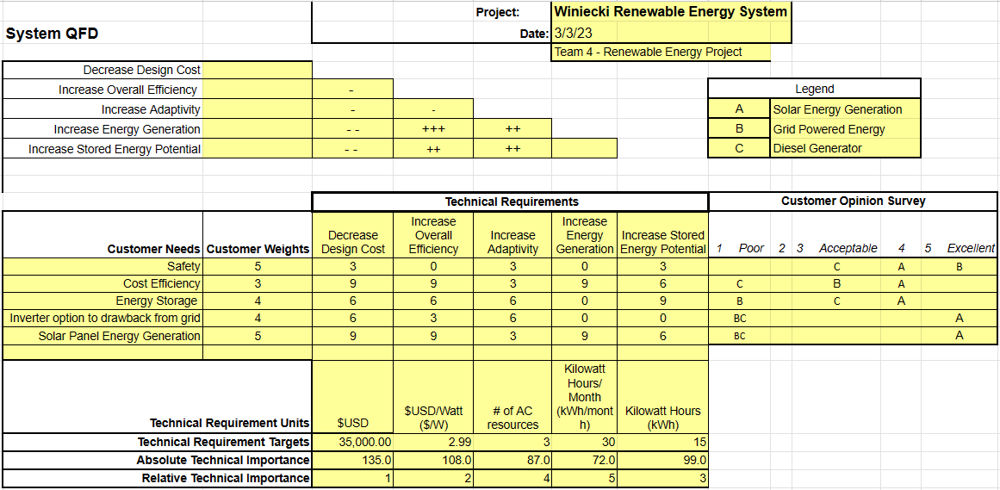 Project: Winiecki Renewable Energy System
System QFD Date: 3/3/23
Team 4 - Renewable Energy Project
Decrease Design Cost
Increase Overall Efficiency -
Legend
Increase Adaptivity - -
A Solar Energy Generation
Increase Energy Generation - - +++ ++
B Grid Powered Energy
Increase Stored Energy Potential - - ++ ++
C Diesel Generator
Technical Requirements
Customer Opinion Survey
Customer Needs Customer Weights
Decrease
Design Cost
Increase
Overall
Efficiency
Increase
Adaptivity
Increase
Energy
Generation
Increase Stored
Energy Potential
1 Poor 2 3 Acceptable 4 5 Excellent
Safety 5 3 0 3 0 3 C A B
Cost Efficiency 3 9 9 3 9 6 C B A
Energy Storage 4 6 6 6 0 9 B C A
Inverter option to drawback from grid 4 6 3 6 0 0 BC A
Solar Panel Energy Generation 5 9 9 3 9 6 BC A
Technical Requirement Units
$USD
$USD/Watt
($/W)
# of AC
resources
Kilowatt
Hours/
Month
(kWh/mont
h)
Kilowatt Hours
(kWh)
Technical Requirement Targets 35,000.00 2.99 3 30 15
Absolute Technical Importance 135.0 108.0 87.0 72.0 99.0
Relative Technical Importance 1 2 4 5 3